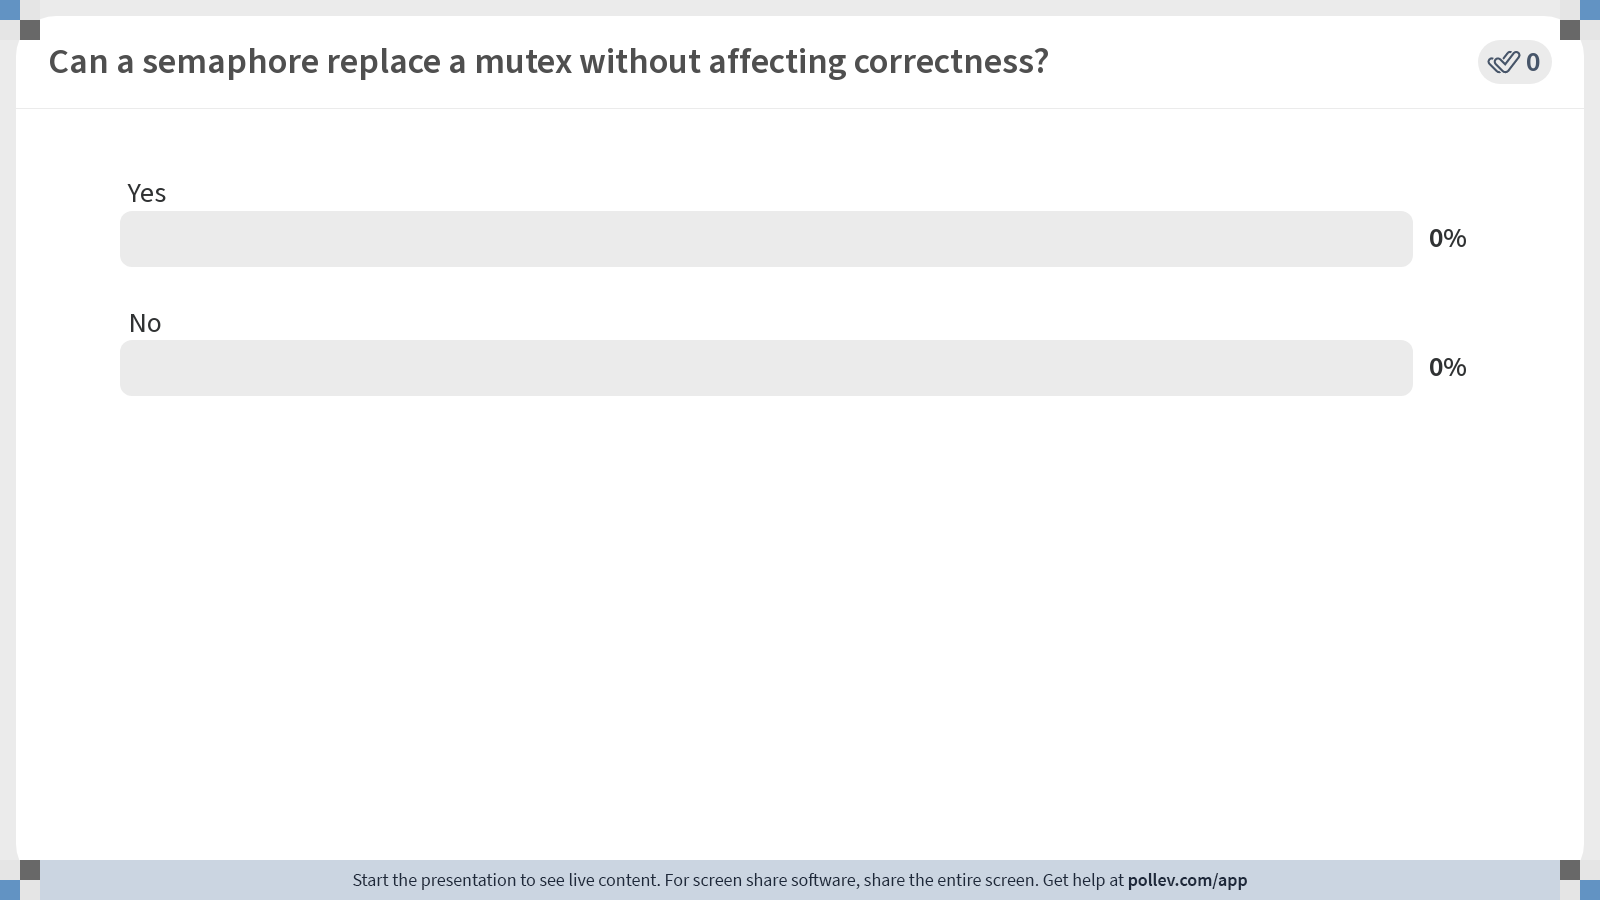 Can a semaphore replace a mutex without affecting correctness?
0
Yes
0%
No
0%
Start the presentation to see live content. For screen share software, share the entire screen. Get help at pollev.com/app